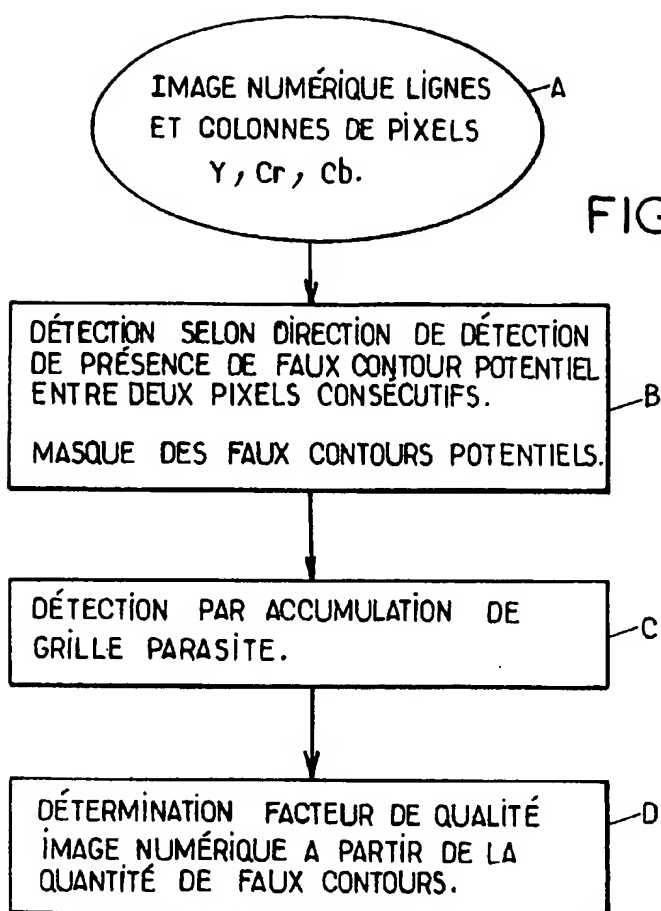 IMAGE NUMÉRIQUE LIGNES
ET COLONNES DE PIXELS
Y, Cr, Cb.
A
FIG
DÉTECTION SELON DIRECTION DE DÉTECTION
DE PRÉSENCE DE FAUX CONTOUR POTENTIEL
ENTRE DEUX PIXELS CONSÉCUTIFS.
MASQUE DES FAUX CONTOURS POTENTIELS.
B
DÉTECTION PAR ACCUMULATION DE
GRILLE PARASITE.
C
DÉTERMINATION FACTEUR DE QUALITÉ
IMAGE NUMÉRIQUE A PARTIR DE LA
QUANTITÉ DE FAUX CONTOURS.
D